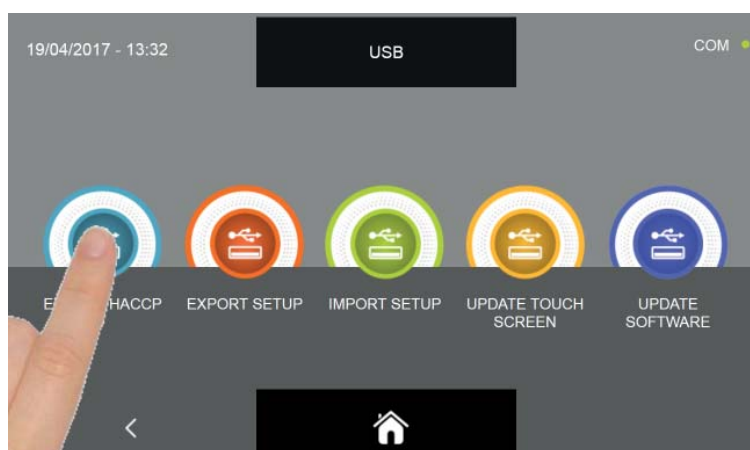 19/04/2017 - 13:32
USB
COM
HACCP
EXPORT SETUP
IMPORT SETUP
UPDATE TOUCH
SCREEN
UPDATE
SOFTWARE